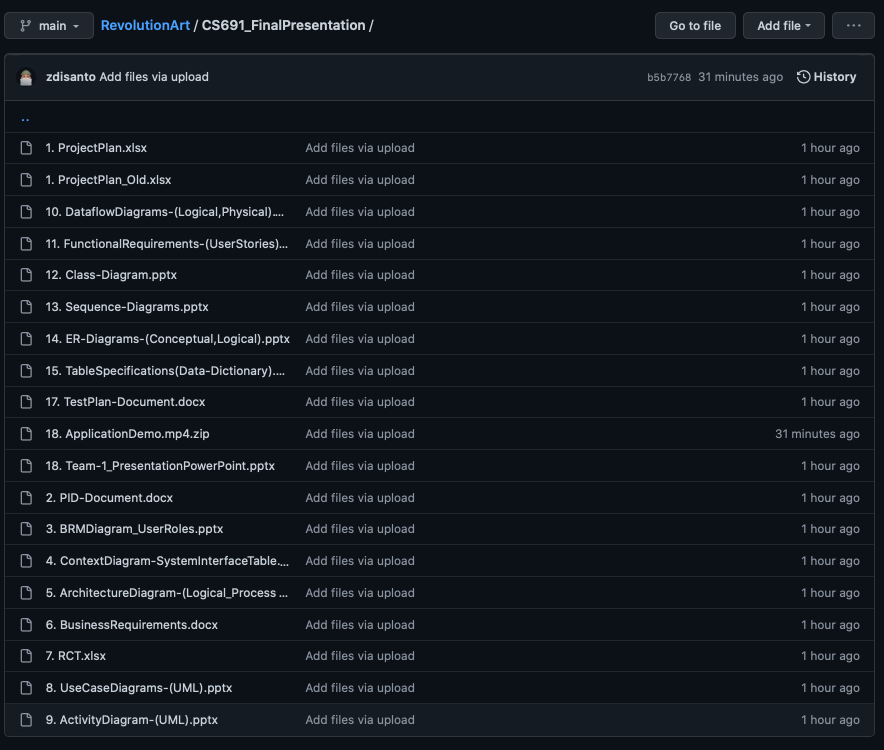 main RevolutionArt / CS691_FinalPresentation / Go to file Add file ...
zdisanto Add files via upload b5b7768 31 minutes ago History
..
1. ProjectPlan.xlsx Add files via upload 1 hour ago
1. ProjectPlan_Old.xlsx Add files via upload 1 hour ago
10. DataflowDiagrams-(Logical,Physical).... Add files via upload 1 hour ago
11. FunctionalRequirements-(UserStories)... Add files via upload 1 hour ago
12. Class-Diagram.pptx Add files via upload 1 hour ago
13. Sequence-Diagrams.pptx Add files via upload 1 hour ago
14. ER-Diagrams-(Conceptual,Logical).pptx Add files via upload 1 hour ago
15. TableSpecifications(Data-Dictionary).... Add files via upload 1 hour ago
17. TestPlan-Document.docx Add files via upload 1 hour ago
18. ApplicationDemo.mp4.zip Add files via upload 31 minutes ago
18. Team-1_PresentationPowerPoint.pptx Add files via upload 1 hour ago
2. PID-Document.docx Add files via upload 1 hour ago
3. BRMDiagram_UserRoles.pptx Add files via upload 1 hour ago
4. ContextDiagram-SystemInterfaceTable.... Add files via upload 1 hour ago
5. ArchitectureDiagram-(Logical_Process ... Add files via upload 1 hour ago
6. BusinessRequirements.docx Add files via upload 1 hour ago
7. RCT.xlsx Add files via upload 1 hour ago
8. UseCaseDiagrams-(UML).pptx Add files via upload 1 hour ago
9. ActivityDiagram-(UML).pptx Add files via upload 1 hour ago